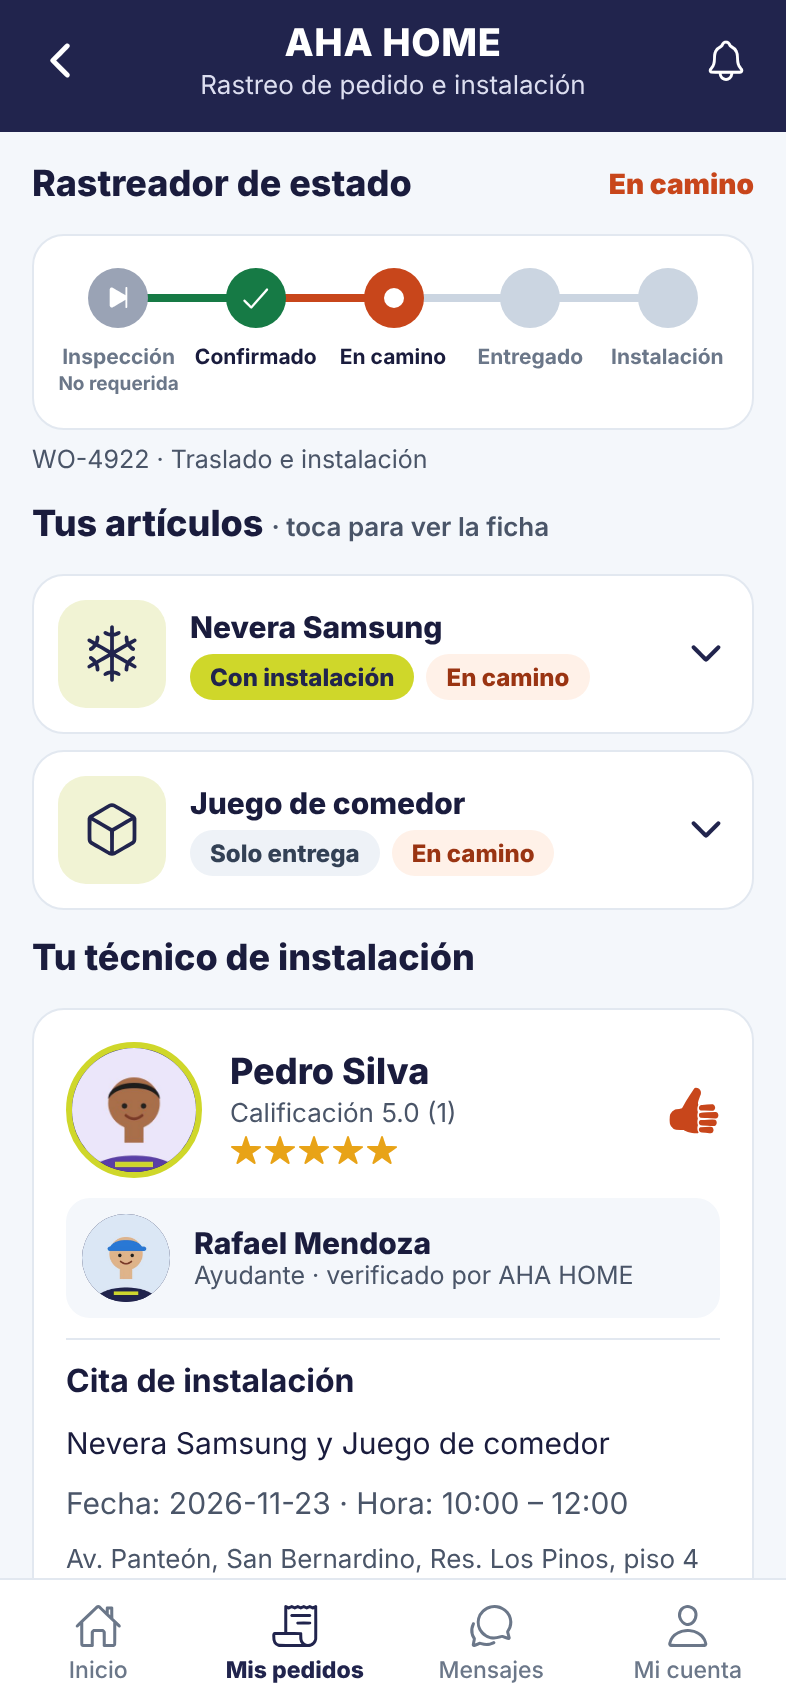 AHA HOME
Rastreo de pedido e instalación
Rastreador de estado
En camino
Inspección
No requerida
Confirmado
En camino
Entregado
Instalación
WO-4922 · Traslado e instalación
Tus artículos · toca para ver la ficha
Nevera Samsung
Con instalación
En camino
Juego de comedor
Solo entrega
En camino
Tu técnico de instalación
Pedro Silva
Calificación 5.0 (1)
Rafael Mendoza
Ayudante · verificado por AHA HOME
Cita de instalación
Nevera Samsung y Juego de comedor
Fecha: 2026-11-23 · Hora: 10:00 – 12:00
Av. Panteón, San Bernardino, Res. Los Pinos, piso 4
Inicio
Mis pedidos
Mensajes
Mi cuenta